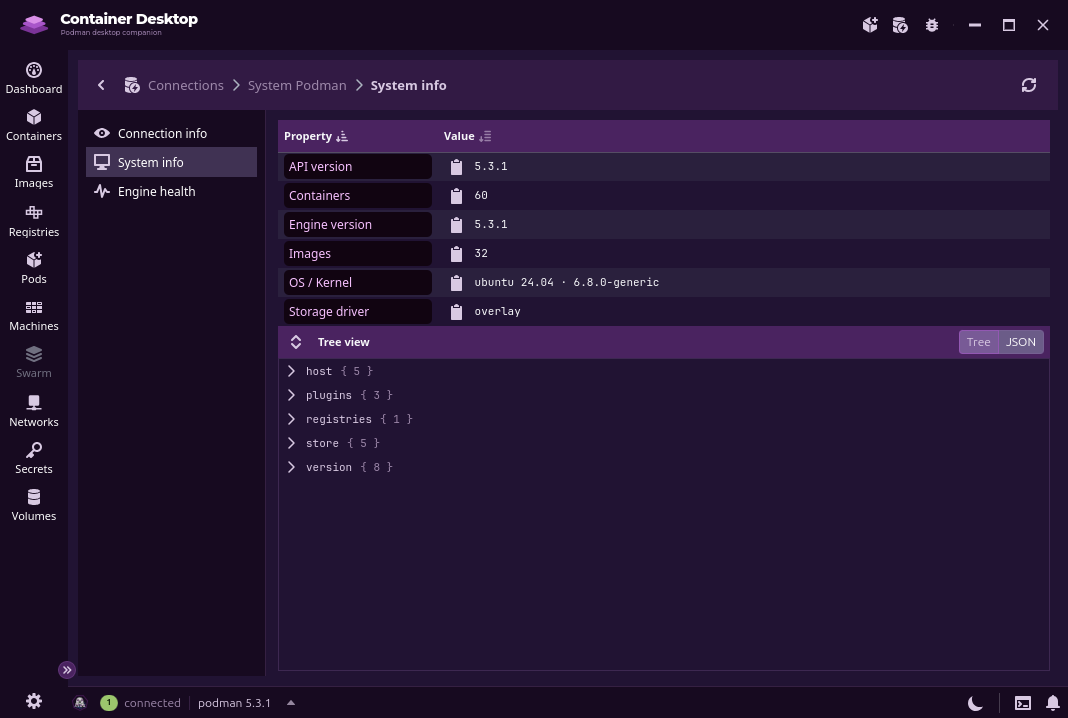 Container Desktop
Podman desktop companion
Dashboard
Containers
Images
Registries
Pods
Machines
Swarm
Networks
Secrets
Volumes
Connections System Podman System info
Connection info
System info
Engine health
Property Value
API version 5.3.1
Containers 60
Engine version 5.3.1
Images 32
OS / Kernel ubuntu 24.04 · 6.8.0-generic
Storage driver overlay
Tree view Tree JSON
host { 5 }
plugins { 3 }
registries { 1 }
store { 5 }
version { 8 }
1 connected podman 5.3.1